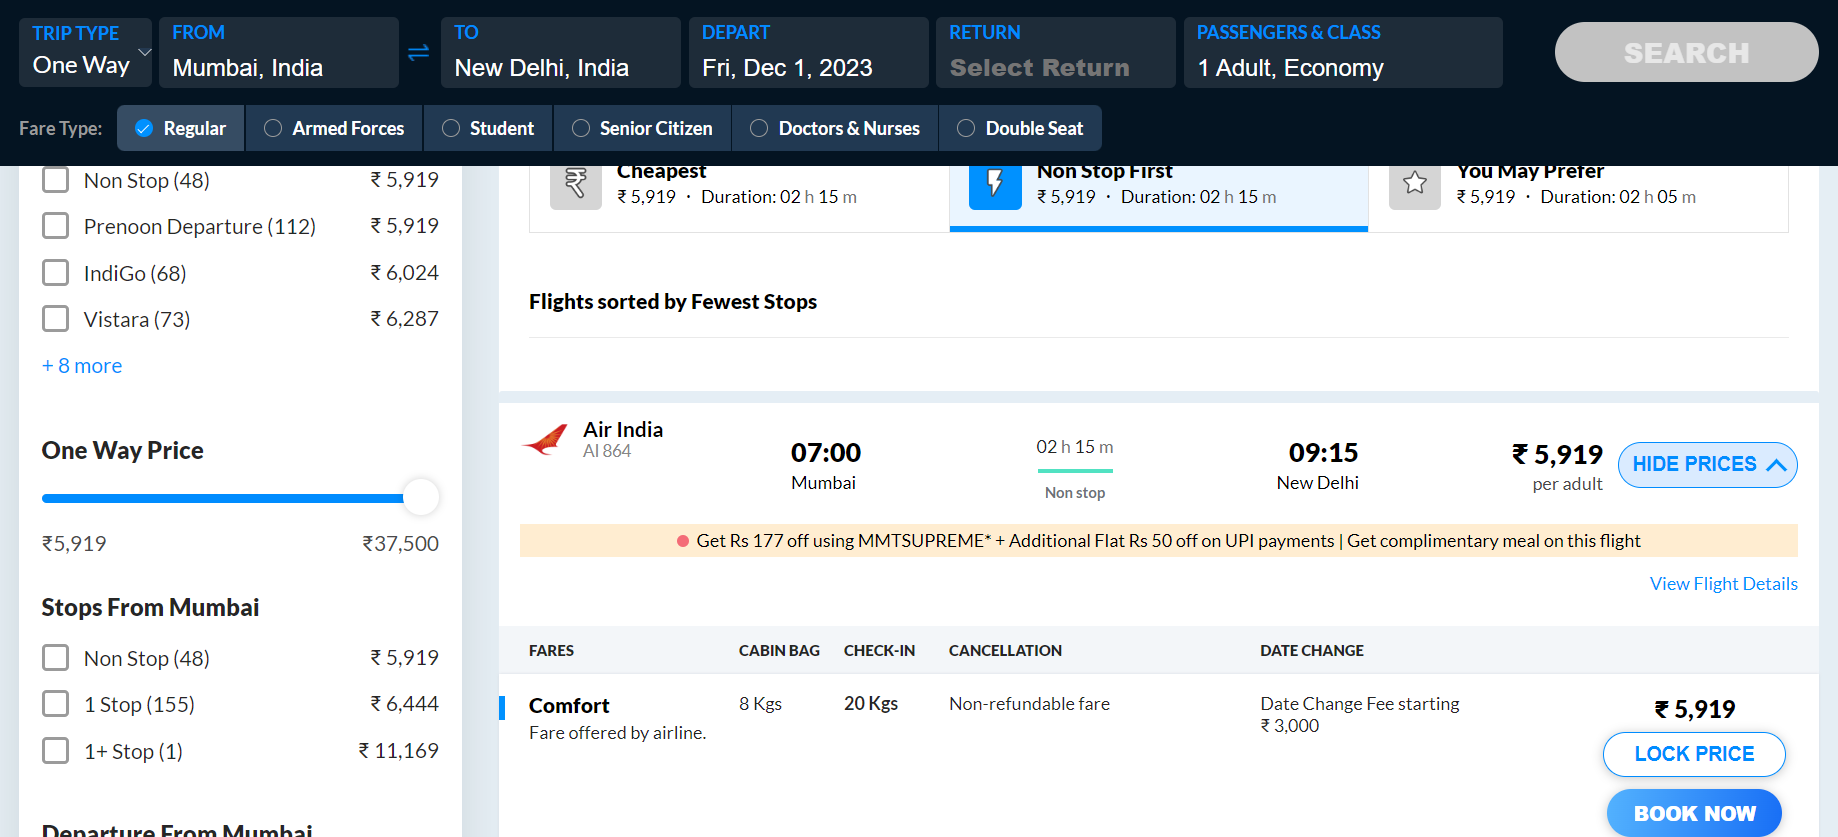 TRIP TYPE
One Way
FROM
Mumbai, India
TO
New Delhi, India
DEPART
Fri, Dec 1, 2023
RETURN
Select Return
PASSENGERS & CLASS
1 Adult, Economy
SEARCH
Fare Type:
Regular
Armed Forces
Student
Senior Citizen
Doctors & Nurses
Double Seat
Non Stop (48) ₹ 5,919
Prenoon Departure (112) ₹ 5,919
IndiGo (68) ₹ 6,024
Vistara (73) ₹ 6,287
+ 8 more
One Way Price
₹5,919 ₹37,500
Stops From Mumbai
Non Stop (48) ₹ 5,919
1 Stop (155) ₹ 6,444
1+ Stop (1) ₹ 11,169
Departure From Mumbai
Cheapest
₹ 5,919 · Duration: 02 h 15 m
Non Stop First
₹ 5,919 · Duration: 02 h 15 m
You May Prefer
₹ 5,919 · Duration: 02 h 05 m
Flights sorted by Fewest Stops
Air India
AI 864
07:00
Mumbai
02 h 15 m
Non stop
09:15
New Delhi
₹ 5,919
per adult
HIDE PRICES
Get Rs 177 off using MMTSUPREME* + Additional Flat Rs 50 off on UPI payments | Get complimentary meal on this flight
View Flight Details
FARES CABIN BAG CHECK-IN CANCELLATION DATE CHANGE
Comfort
Fare offered by airline.
8 Kgs
20 Kgs
Non-refundable fare
Date Change Fee starting
₹ 3,000
₹ 5,919
LOCK PRICE
BOOK NOW